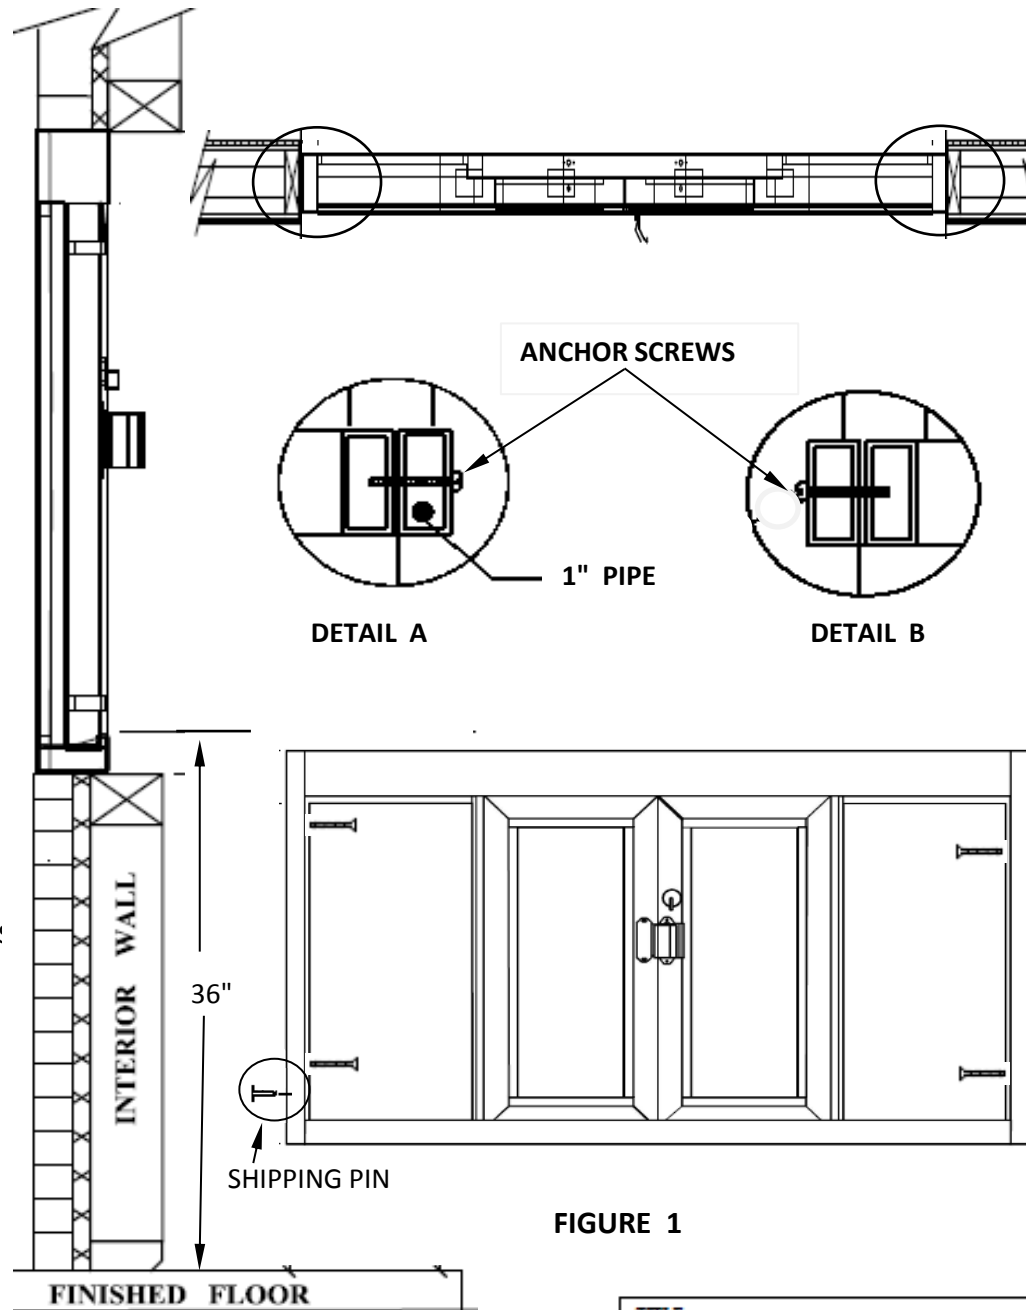 ANCHOR SCREWS
1" PIPE
DETAIL A
DETAIL B
INTERIOR WALL
36"
SHIPPING PIN
FIGURE 1
FINISHED FLOOR